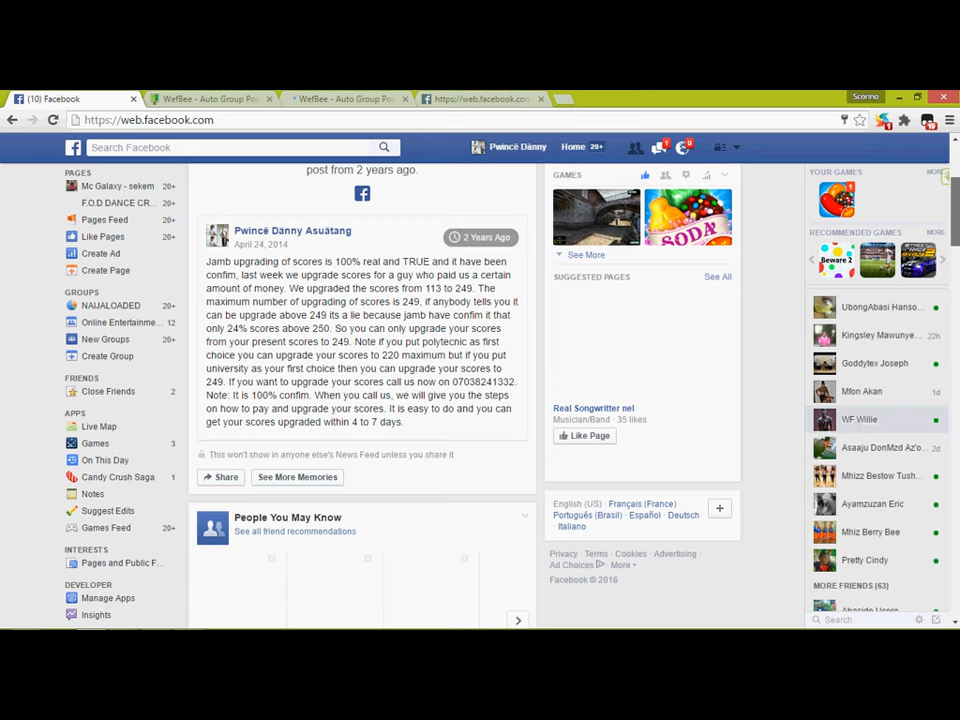 (10) Facebook
WefBee - Auto Group Pos
WefBee - Auto Group Pos
https://web.facebook.com
Scorino
https://web.facebook.com
Search Facebook
Pwincë Dänny
Home 20+
1
9
PAGES
Mc Galaxy - sekem 20+
F.O.D DANCE CR... 20+
Pages Feed 20+
Like Pages 20+
Create Ad
Create Page
GROUPS
NAIJALOADED 20+
Online Entertainme... 12
New Groups 20+
Create Group
FRIENDS
Close Friends 2
APPS
Live Map
Games 3
On This Day
Candy Crush Saga 1
Notes
Suggest Edits
Games Feed 20+
INTERESTS
Pages and Public F...
DEVELOPER
Manage Apps
Insights
post from 2 years ago.
Pwincë Dänny Asuätang
April 24, 2014
2 Years Ago
Jamb upgrading of scores is 100% real and TRUE and it have been
confim, last week we upgrade scores for a guy who paid us a certain
amount of money. We upgraded the scores from 113 to 249. The
maximum number of upgrading of scores is 249, if anybody tells you it
can be upgrade above 249 its a lie because jamb have confim it that
only 24% scores above 250. So you can only upgrade your scores
from your present scores to 249. Note if you put polytecnic as first
choice you can upgrade your scores to 220 maximum but if you put
university as your first choice then you can upgrade your scores to
249. If you want to upgrade your scores call us now on 07038241332.
Note: It is 100% confim. When you call us, we will give you the steps
on how to pay and upgrade your scores. It is easy to do and you can
get your scores upgraded within 4 to 7 days.
This won't show in anyone else's News Feed unless you share it
Share
See More Memories
People You May Know
See all friend recommendations
GAMES
SODA
See More
SUGGESTED PAGES
See All
Real Songwritter nel
Musician/Band · 35 likes
Like Page
English (US) · Français (France) ·
Português (Brasil) · Español · Deutsch
· Italiano
Privacy · Terms · Cookies · Advertising ·
Ad Choices · More
Facebook © 2016
YOUR GAMES
1
RECOMMENDED GAMES MORE
Beware 2
UbongAbasi Hanso...
Kingsley Mawunye... 22h
Goddytex Joseph
Mfon Akan 1d
WF Willie
Asaaju DonMzd Az'o... 2d
Mhizz Bestow Tush...
Ayamzuzan Eric
Mhiz Berry Bee
Pretty Cindy
MORE FRIENDS (63)
Search